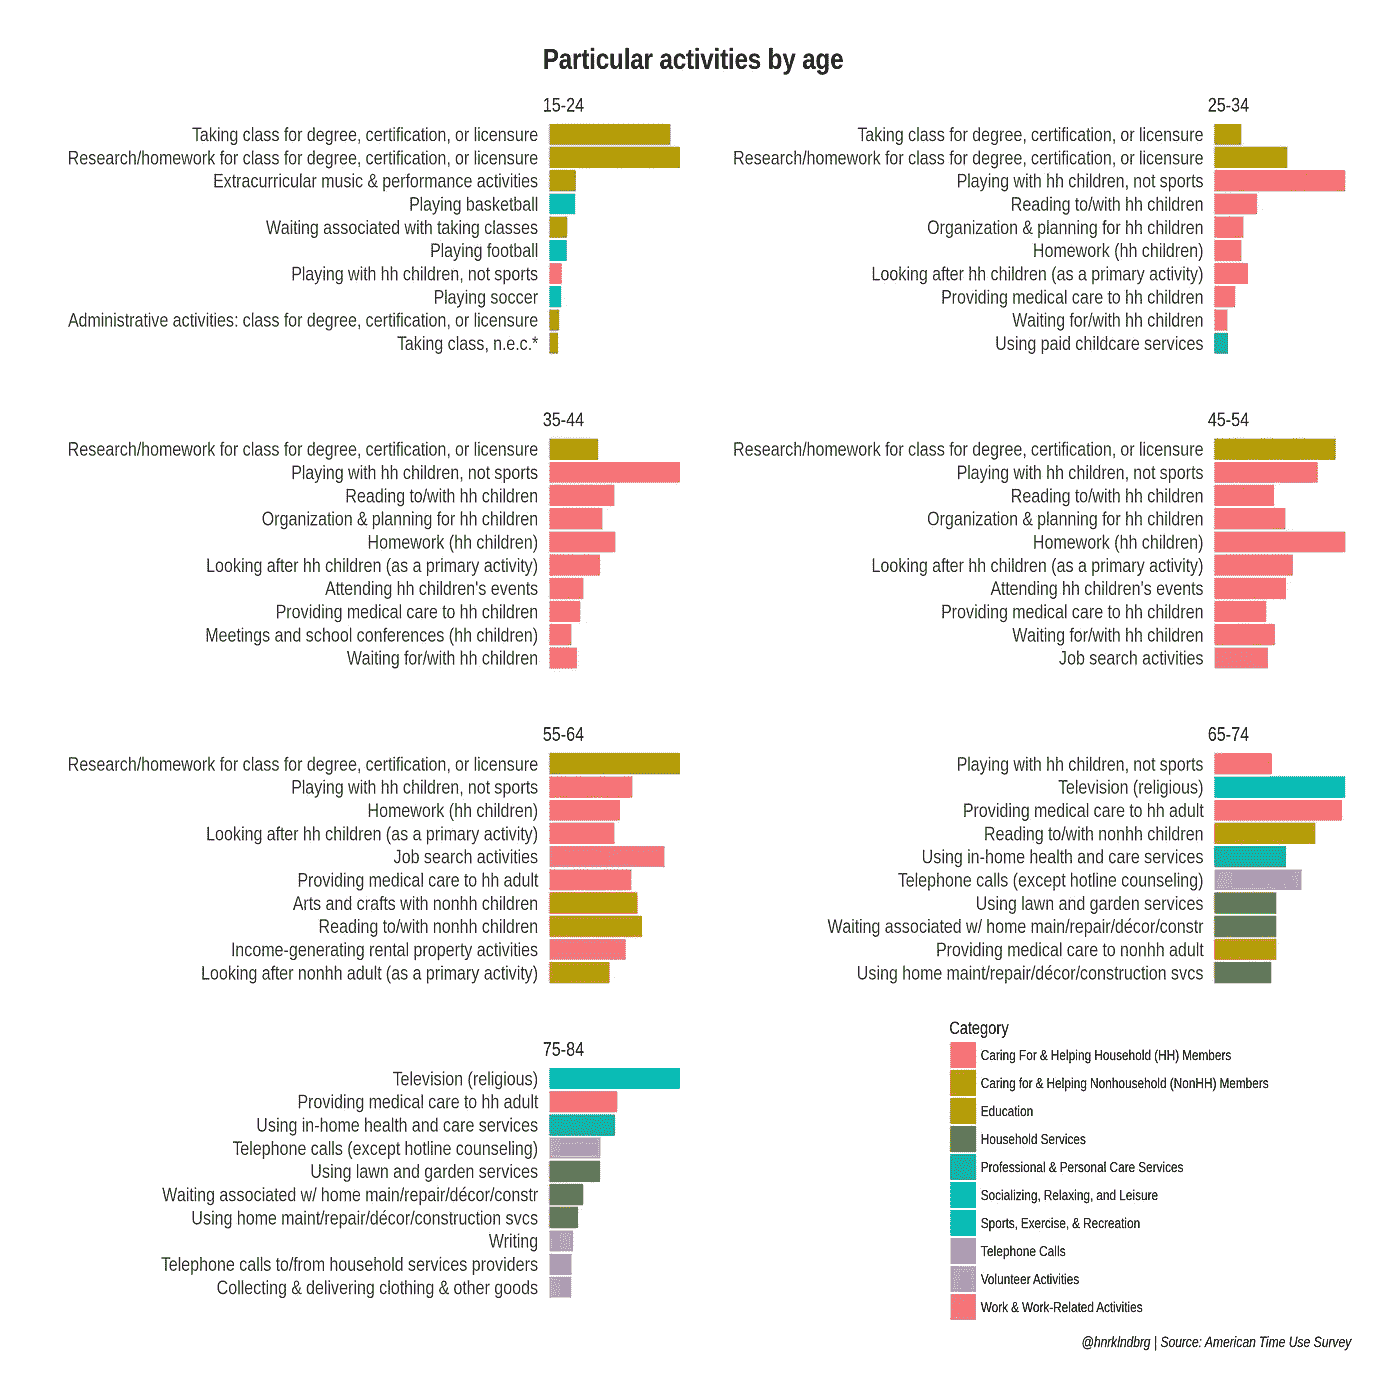 Particular activities by age
15-24
Taking class for degree, certification, or licensure
Research/homework for class for degree, certification, or licensure
Extracurricular music & performance activities
Playing basketball
Waiting associated with taking classes
Playing football
Playing with hh children, not sports
Playing soccer
Administrative activities: class for degree, certification, or licensure
Taking class, n.e.c.*
25-34
Taking class for degree, certification, or licensure
Research/homework for class for degree, certification, or licensure
Playing with hh children, not sports
Reading to/with hh children
Organization & planning for hh children
Homework (hh children)
Looking after hh children (as a primary activity)
Providing medical care to hh children
Waiting for/with hh children
Using paid childcare services
35-44
Research/homework for class for degree, certification, or licensure
Playing with hh children, not sports
Reading to/with hh children
Organization & planning for hh children
Homework (hh children)
Looking after hh children (as a primary activity)
Attending hh children's events
Providing medical care to hh children
Meetings and school conferences (hh children)
Waiting for/with hh children
45-54
Research/homework for class for degree, certification, or licensure
Playing with hh children, not sports
Reading to/with hh children
Organization & planning for hh children
Homework (hh children)
Looking after hh children (as a primary activity)
Attending hh children's events
Providing medical care to hh children
Waiting for/with hh children
Job search activities
55-64
Research/homework for class for degree, certification, or licensure
Playing with hh children, not sports
Homework (hh children)
Looking after hh children (as a primary activity)
Job search activities
Providing medical care to hh adult
Arts and crafts with nonhh children
Reading to/with nonhh children
Income-generating rental property activities
Looking after nonhh adult (as a primary activity)
65-74
Playing with hh children, not sports
Television (religious)
Providing medical care to hh adult
Reading to/with nonhh children
Using in-home health and care services
Telephone calls (except hotline counseling)
Using lawn and garden services
Waiting associated w/ home main/repair/décor/constr
Providing medical care to nonhh adult
Using home maint/repair/décor/construction svcs
75-84
Television (religious)
Providing medical care to hh adult
Using in-home health and care services
Telephone calls (except hotline counseling)
Using lawn and garden services
Waiting associated w/ home main/repair/décor/constr
Using home maint/repair/décor/construction svcs
Writing
Telephone calls to/from household services providers
Collecting & delivering clothing & other goods
Category
Caring For & Helping Household (HH) Members
Caring for & Helping Nonhousehold (NonHH) Members
Education
Household Services
Professional & Personal Care Services
Socializing, Relaxing, and Leisure
Sports, Exercise, & Recreation
Telephone Calls
Volunteer Activities
Work & Work-Related Activities
@hnrklndbrg | Source: American Time Use Survey